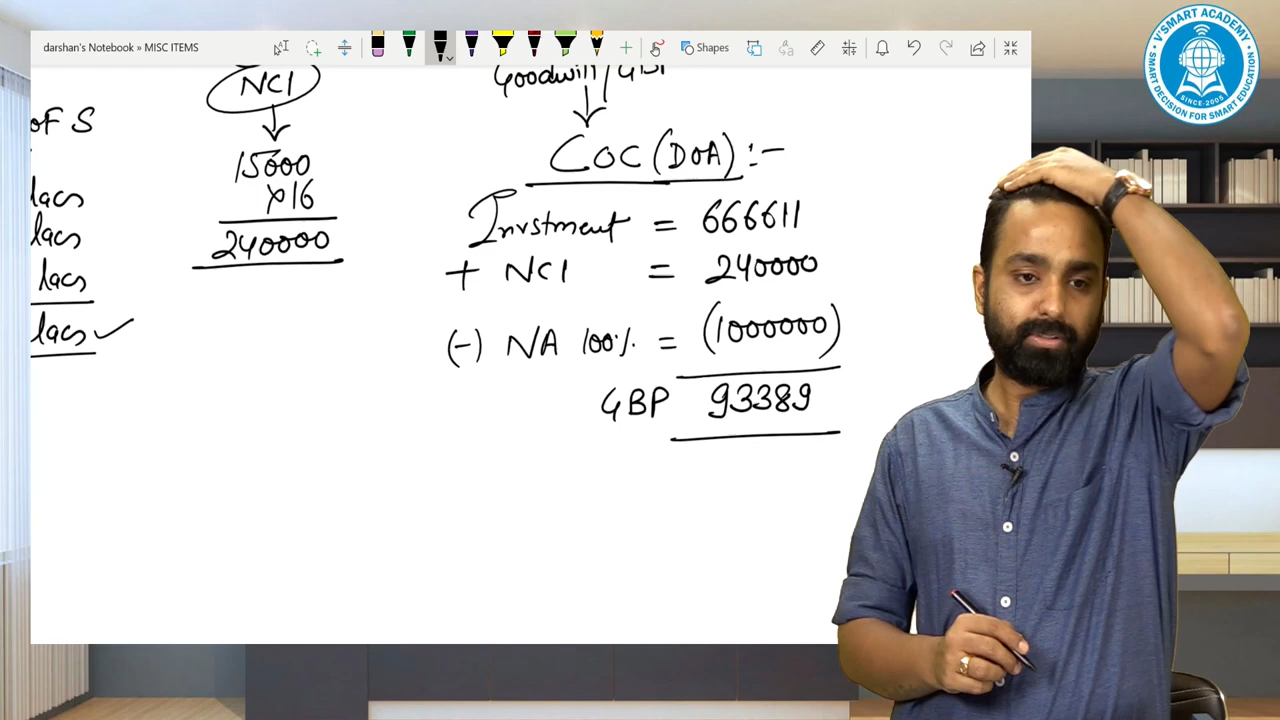 darshan's Notebook » MISC ITEMS
Shapes
V'SMART ACADEMY
SINCE-2005
SMART DECISION FOR SMART EDUCATION
of S
lacs
lacs
lacs
lacs ✓
NCI
15000
×16
240000
Goodwill / GBP
COC (DOA) :-
Invstment = 666611
+ NCI = 240000
(-) NA 100% = (1000000)
GBP 93389